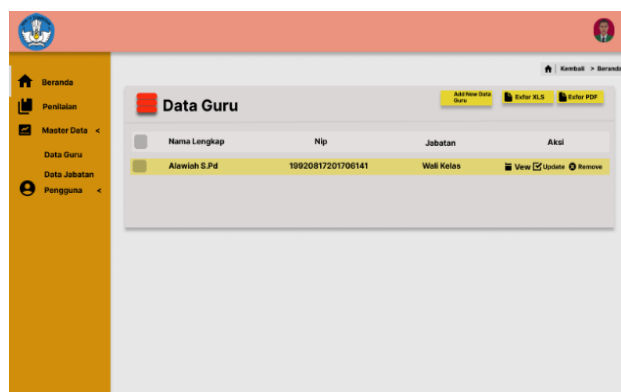 Kembali > Beranda
Beranda
Penilaian
Master Data <
Data Guru
Data Jabatan
Pengguna <
Data Guru
Add New Data
Guru
Exfor XLS
Exfor PDF
Nama Lengkap Nip Jabatan Aksi
Alawiah S.Pd 19920817201706141 Wali Kelas Vew Update Remove